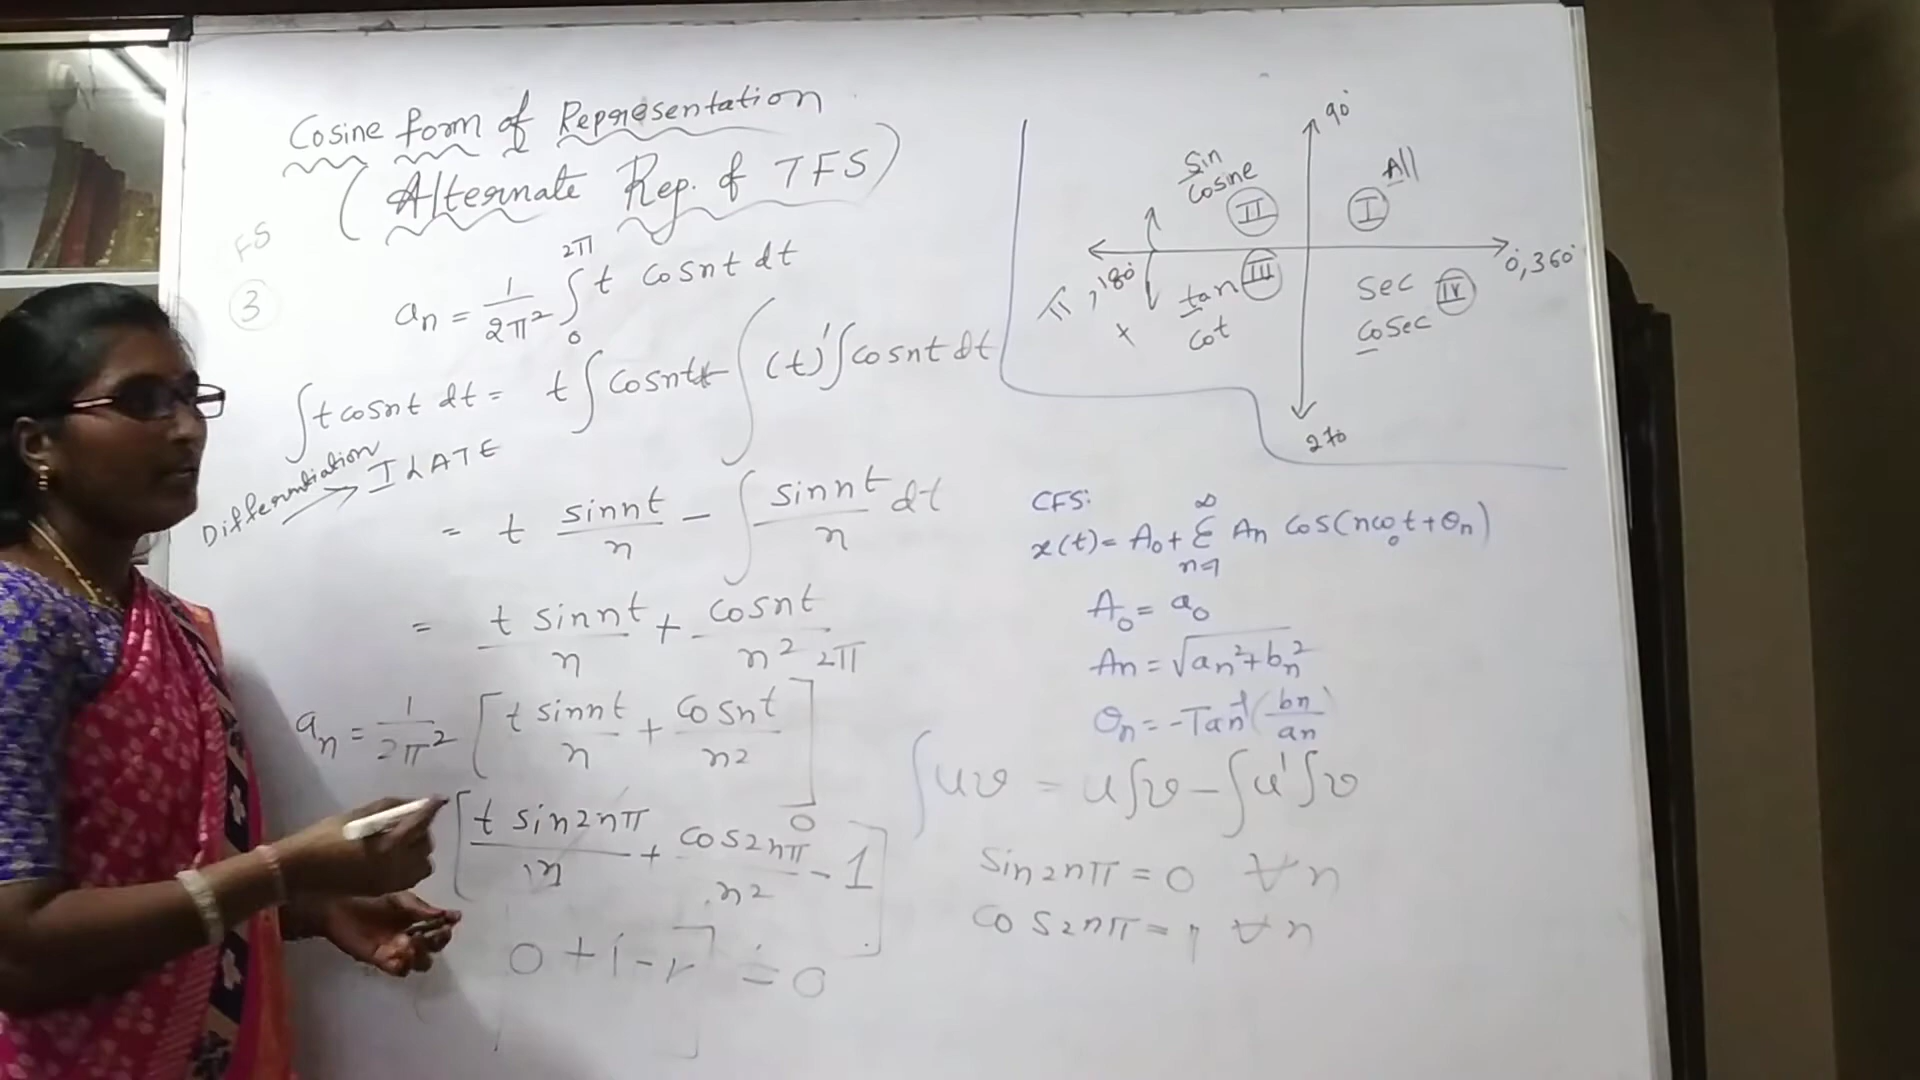 Cosine form of Representation
(Alternate Rep. of TFS)
FS
3
aₙ = 1/2π² ∫₀^2π t cosnt dt
∫t cosnt dt = t∫cosnt - ∫(t)'∫cosnt dt
Differentiation → ILATE
= t sinnt/n - ∫ sinnt/n dt
= t sinnt/n + cosnt/n²
aₙ = 1/2π² [t sinnt/n + cosnt/n²]₀^2π
[t sin2nπ/n + cos2nπ/n² - 1]
0 + 1 - 1] = 0
90°
Sin
Cosine
II
All
I
0, 360°
π, 180°
x
tan
cot
III
Sec
Cosec
IV
270
CFS:
x(t) = A₀ + Σ_{n=1}^∞ Aₙ Cos(nω₀t + θₙ)
A₀ = a₀
Aₙ = √aₙ² + bₙ²
θₙ = -Tan⁻¹(bn/an)
∫uv = u∫v - ∫u'∫v
Sin2nπ = 0 ∀ n
Cos2nπ = 1 ∀ n